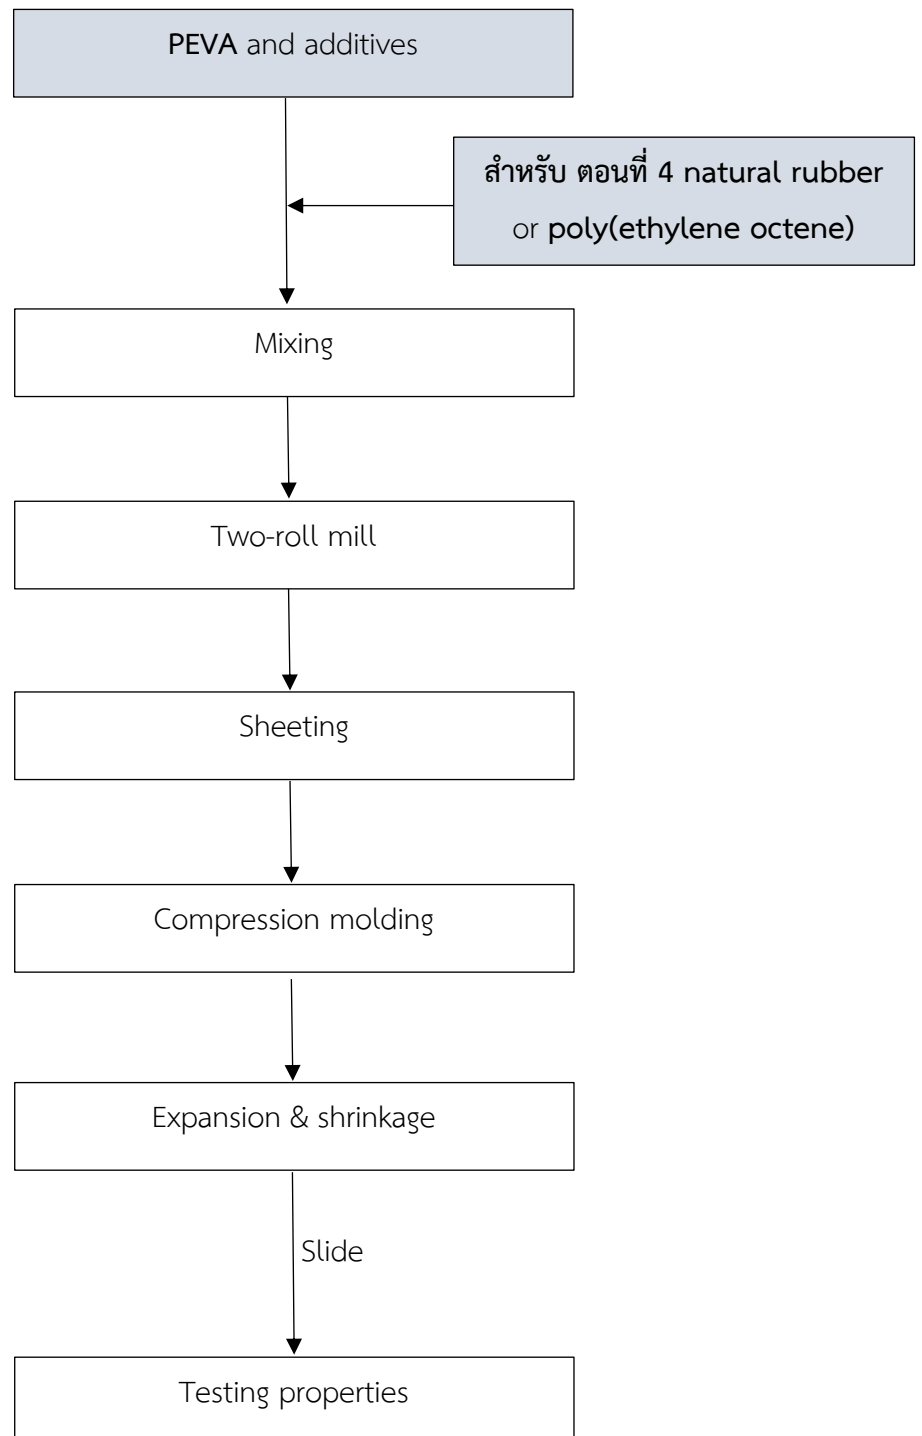 PEVA and additives
สำหรับ ตอนที่ 4 natural rubber
or poly(ethylene octene)
Mixing
Two-roll mill
Sheeting
Compression molding
Expansion & shrinkage
Slide
Testing properties